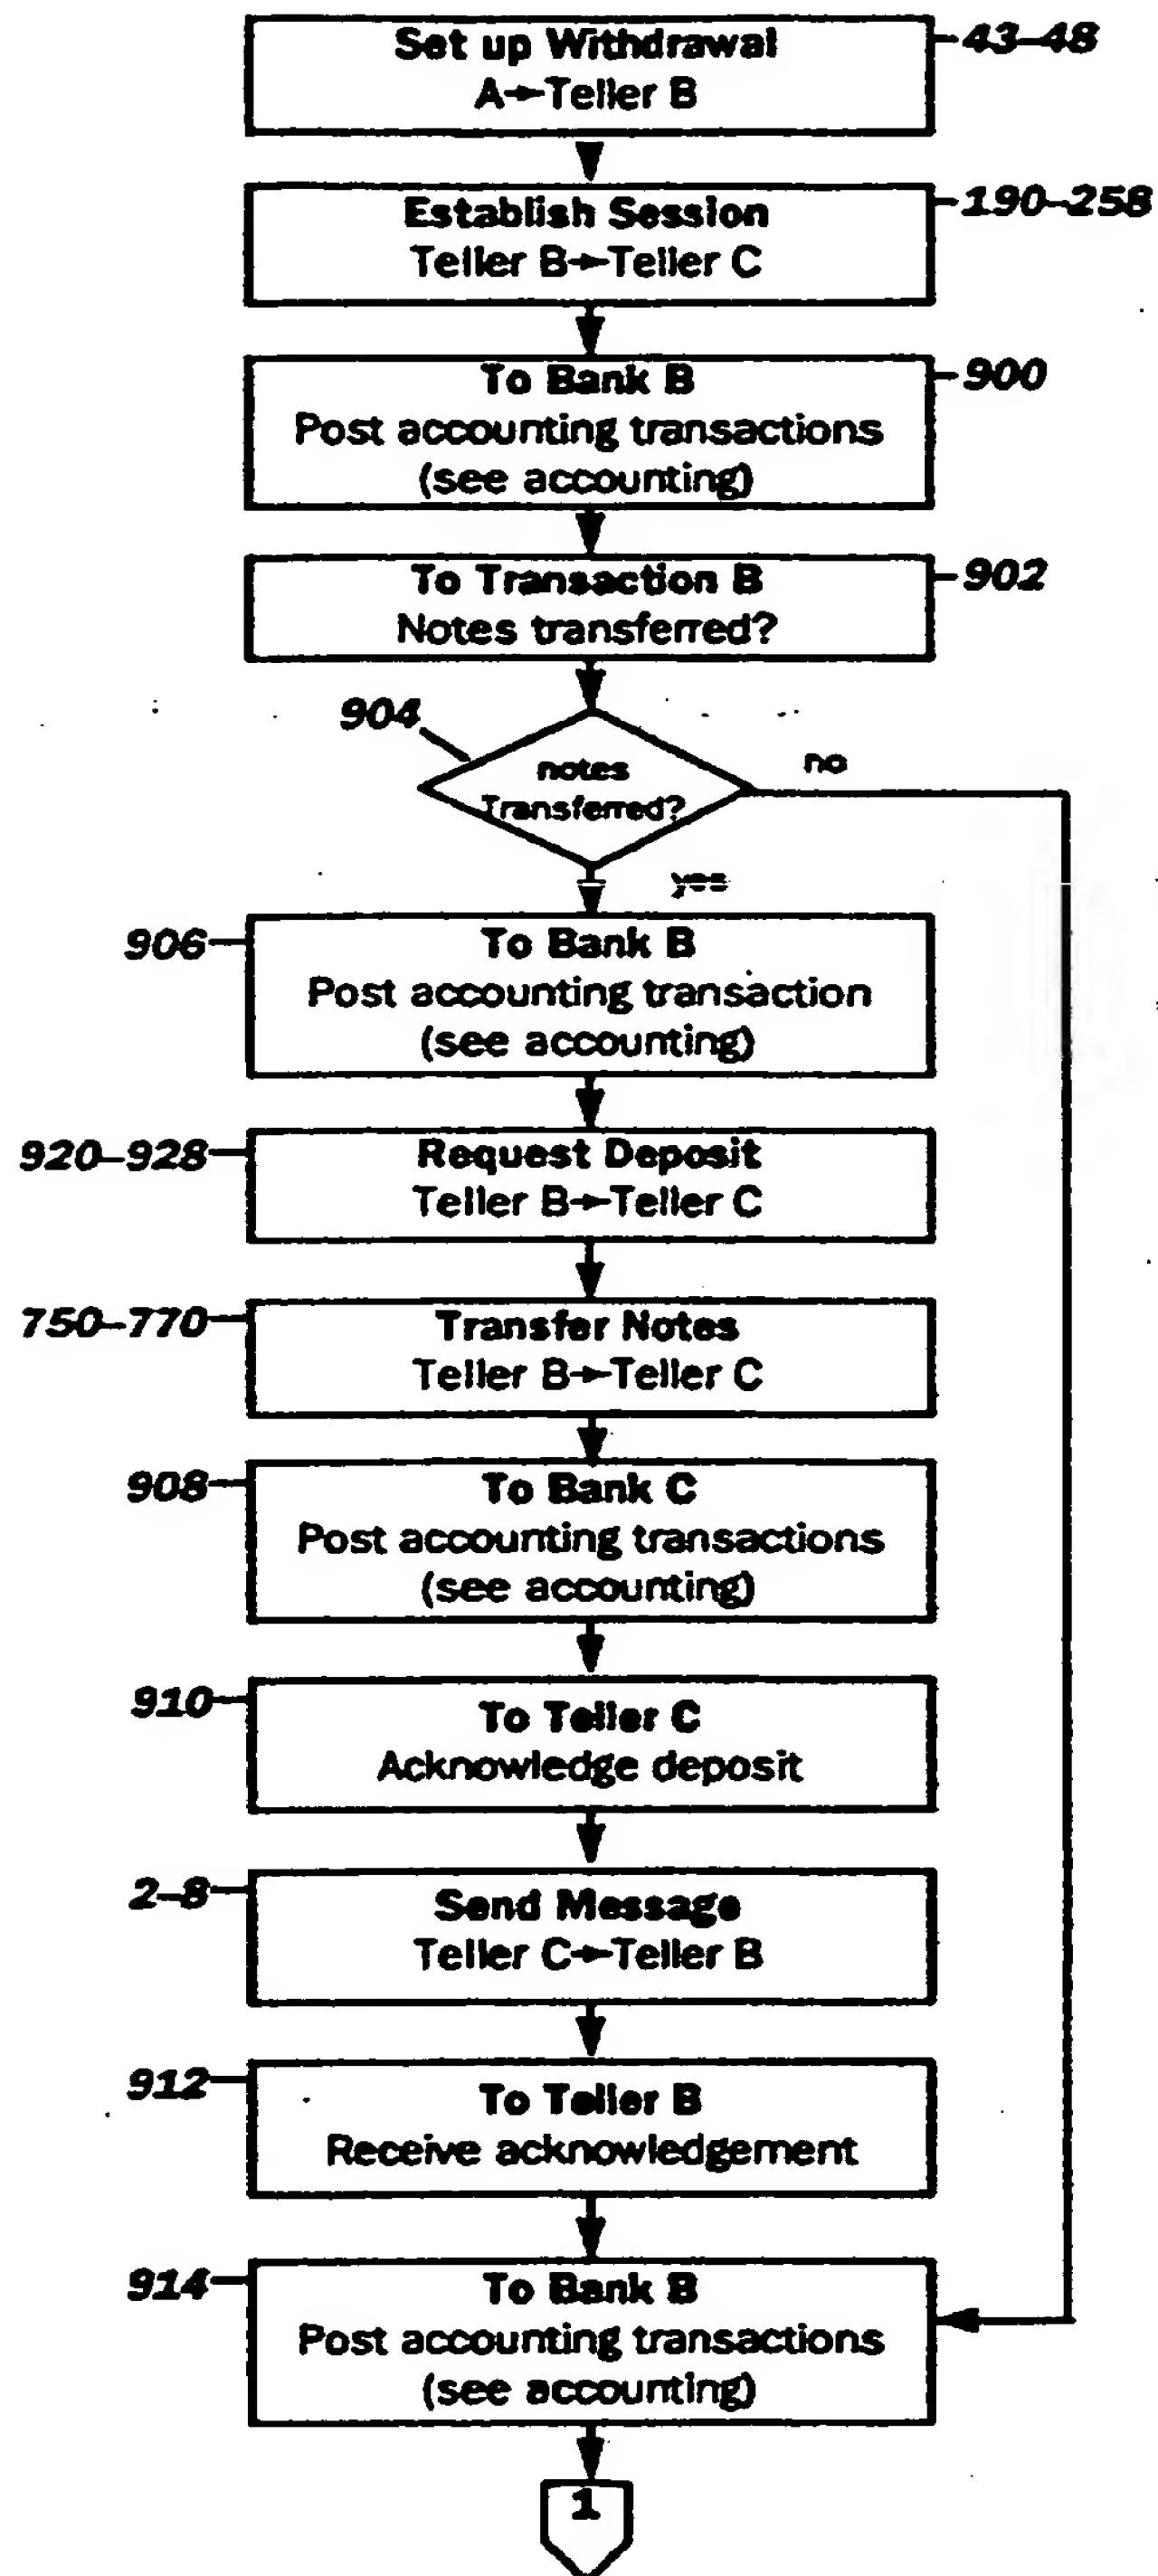 Set up Withdrawal
A→Teller B
43–48
Establish Session
Teller B→Teller C
190–258
To Bank B
Post accounting transactions
(see accounting)
900
To Transaction B
Notes transferred?
902
904
notes
Transferred?
no
yes
906
To Bank B
Post accounting transaction
(see accounting)
920–928
Request Deposit
Teller B→Teller C
750–770
Transfer Notes
Teller B→Teller C
908
To Bank C
Post accounting transactions
(see accounting)
910
To Teller C
Acknowledge deposit
2–8
Send Message
Teller C→Teller B
912
To Teller B
Receive acknowledgement
914
To Bank B
Post accounting transactions
(see accounting)
1